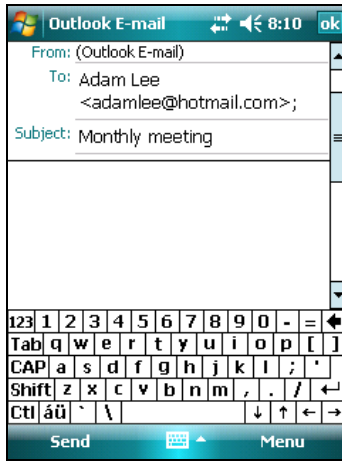 Outlook E-mail 8:10 ok
From: (Outlook E-mail)
To: Adam Lee
<adamlee@hotmail.com>;
Subject: Monthly meeting
123 1 2 3 4 5 6 7 8 9 0 - = ←
Tab q w e r t y u i o p [ ]
CAP a s d f g h j k l ; '
Shift z x c v b n m , . / ↵
Ctl áü ` \ ↓ ↑ ← →
Send Menu